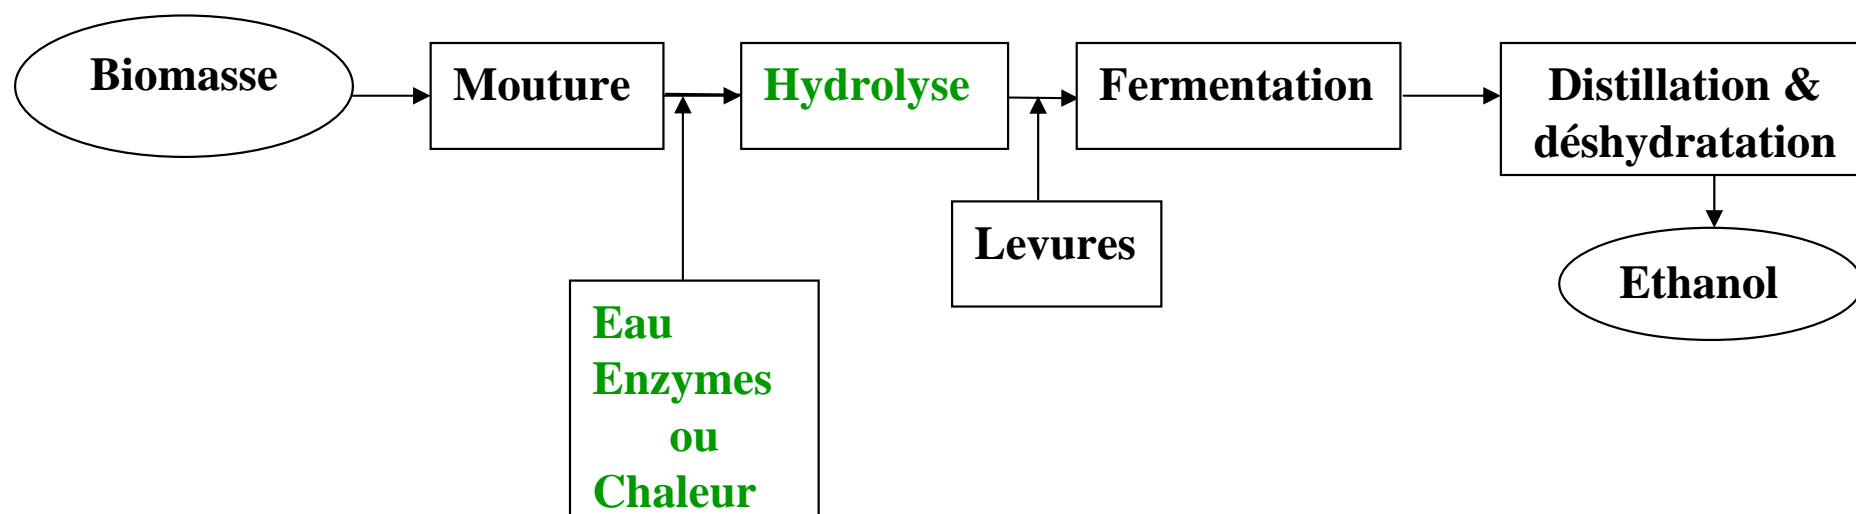 Biomasse
Mouture
Hydrolyse
Fermentation
Distillation &
déshydratation
Levures
Ethanol
Eau
Enzymes
ou
Chaleur